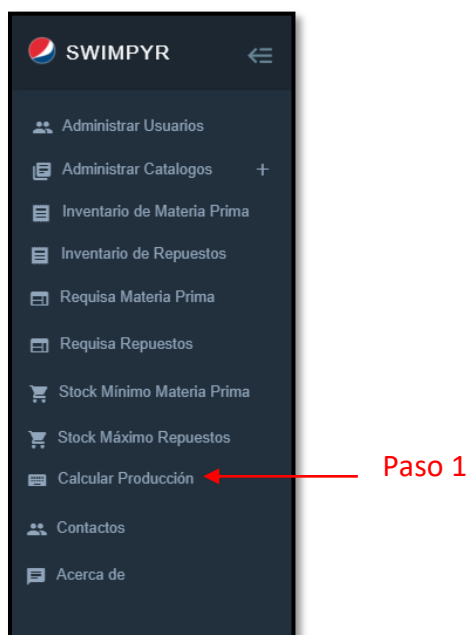 SWIMPYR
Administrar Usuarios
Administrar Catalogos +
Inventario de Materia Prima
Inventario de Repuestos
Requisa Materia Prima
Requisa Repuestos
Stock Mínimo Materia Prima
Stock Máximo Repuestos
Calcular Producción Paso 1
Contactos
Acerca de